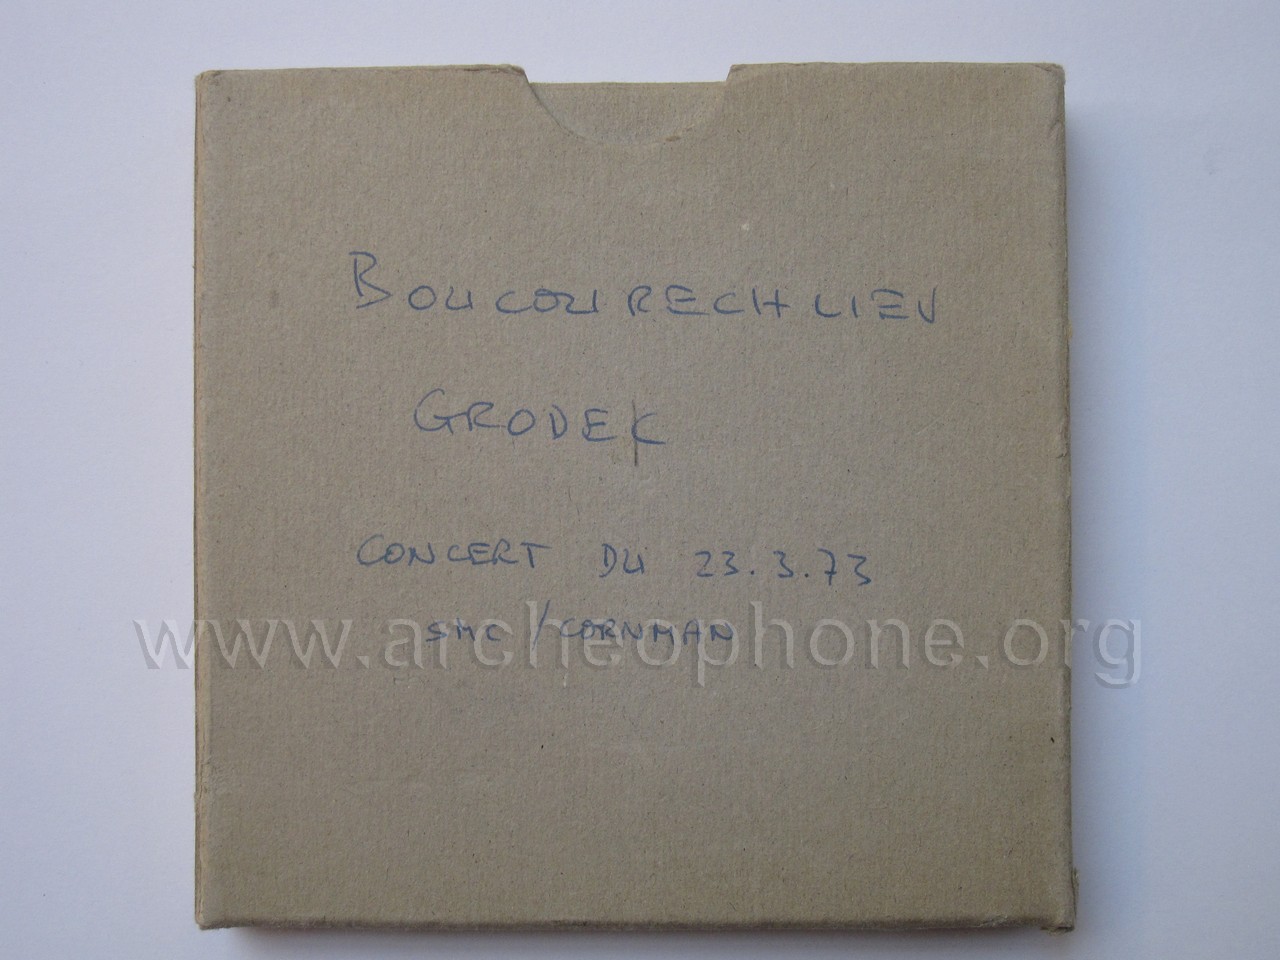 BOUCOURECHLIEV
GRODEK
CONCERT DU 23.3.73
SMC / CORNMAN
www.archeophone.org